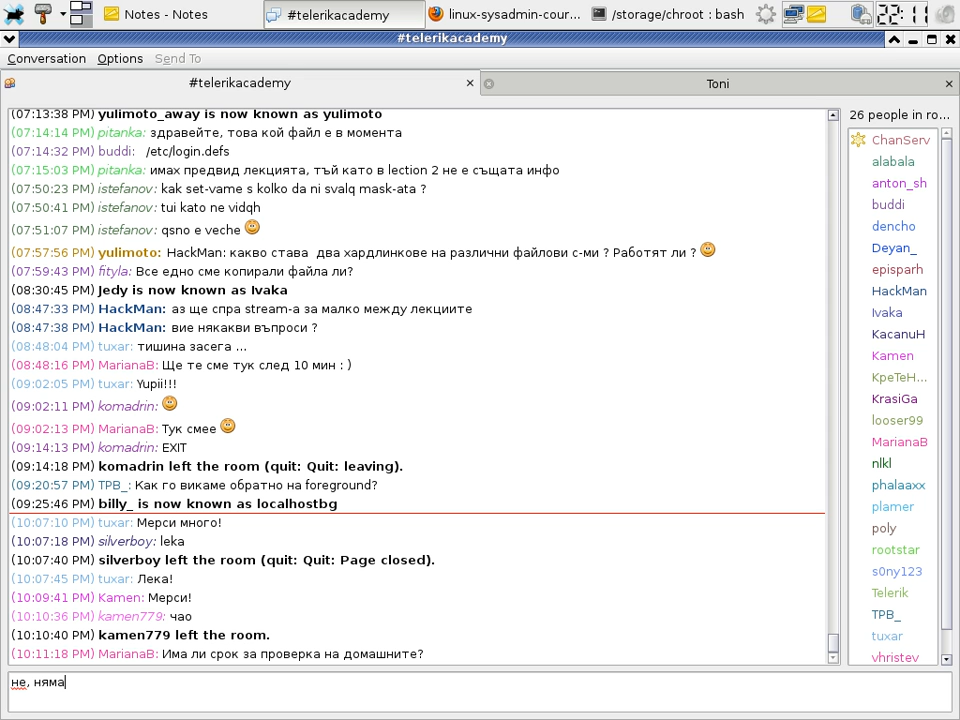 Notes - Notes
#telerikacademy
linux-sysadmin-cour...
/storage/chroot : bash
22:11
#telerikacademy
Conversation Options Send To
#telerikacademy
Toni
(07:13:38 PM) yulimoto_away is now known as yulimoto
(07:14:14 PM) pitanka: здравейте, това кой файл е в момента
(07:14:32 PM) buddi: /etc/login.defs
(07:15:03 PM) pitanka: имах предвид лекцията, тъй като в lection 2 не е същата инфо
(07:50:23 PM) istefanov: kak set-vame s kolko da ni svalq mask-ata ?
(07:50:41 PM) istefanov: tui kato ne vidqh
(07:51:07 PM) istefanov: qsno e veche
(07:57:56 PM) yulimoto: HackMan: какво става два хардлинкове на различни файлови с-ми ? Работят ли ?
(07:59:43 PM) fityla: Все едно сме копирали файла ли?
(08:30:45 PM) Jedy is now known as Ivaka
(08:47:33 PM) HackMan: аз ще спра stream-а за малко между лекциите
(08:47:38 PM) HackMan: вие някакви въпроси ?
(08:48:04 PM) tuxar: тишина засега ...
(08:48:16 PM) MarianaB: Ще те сме тук след 10 мин : )
(09:02:05 PM) tuxar: Yupii!!!
(09:02:11 PM) komadrin:
(09:02:13 PM) MarianaB: Тук смее
(09:14:13 PM) komadrin: EXIT
(09:14:18 PM) komadrin left the room (quit: Quit: leaving).
(09:20:57 PM) TPB_: Как го викаме обратно на foreground?
(09:25:46 PM) billy_ is now known as localhostbg
(10:07:10 PM) tuxar: Мерси много!
(10:07:18 PM) silverboy: leka
(10:07:40 PM) silverboy left the room (quit: Quit: Page closed).
(10:07:45 PM) tuxar: Лека!
(10:09:41 PM) Kamen: Мерси!
(10:10:36 PM) kamen779: чао
(10:10:40 PM) kamen779 left the room.
(10:11:18 PM) MarianaB: Има ли срок за проверка на домашните?
26 people in ro...
ChanServ
alabala
anton_sh
buddi
dencho
Deyan_
episparh
HackMan
Ivaka
KacanuH
Kamen
KpeTeH...
KrasiGa
looser99
MarianaB
nlkl
phalaaxx
plamer
poly
rootstar
s0ny123
Telerik
TPB_
tuxar
vhristev
не, няма